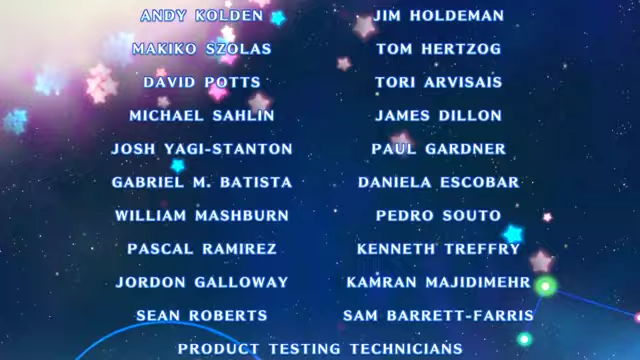 ANDY KOLDEN JIM HOLDEMAN
MAKIKO SZOLAS TOM HERTZOG
DAVID POTTS TORI ARVISAIS
MICHAEL SAHLIN JAMES DILLON
JOSH YAGI-STANTON PAUL GARDNER
GABRIEL M. BATISTA DANIELA ESCOBAR
WILLIAM MASHBURN PEDRO SOUTO
PASCAL RAMIREZ KENNETH TREFFRY
JORDON GALLOWAY KAMRAN MAJIDIMEHR
SEAN ROBERTS SAM BARRETT-FARRIS
PRODUCT TESTING TECHNICIANS